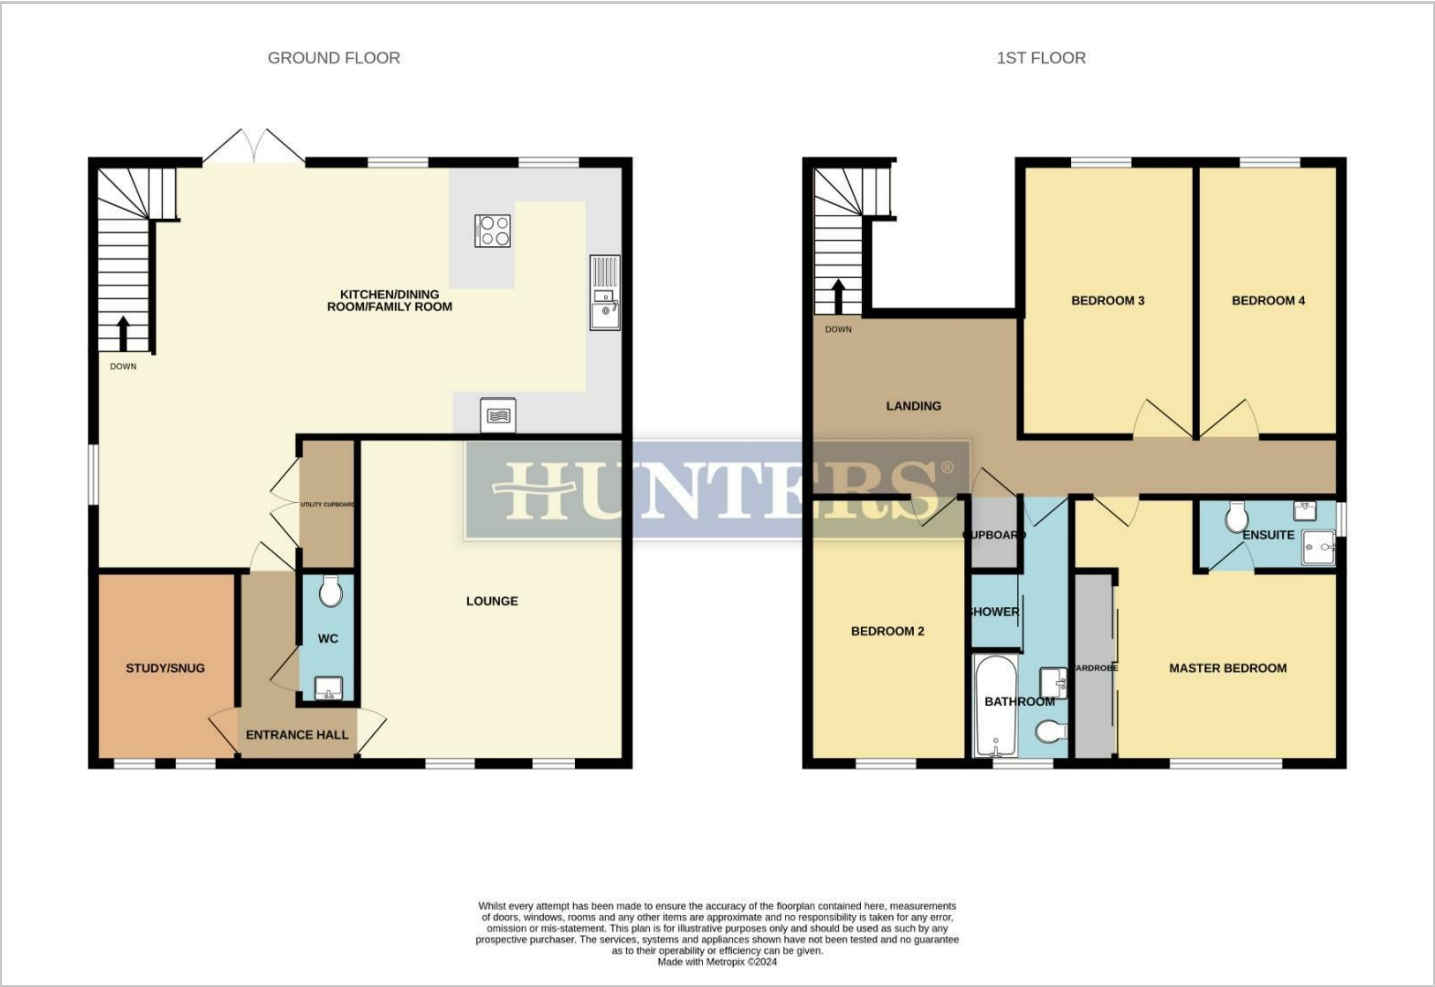 GROUND FLOOR
1ST FLOOR
KITCHEN/DINING
ROOM/FAMILY ROOM
DOWN
UTILITY CUPBOARD
LOUNGE
WC
STUDY/SNUG
ENTRANCE HALL
HUNTERS®
BEDROOM 3
BEDROOM 4
DOWN
LANDING
CUPBOARD
ENSUITE
SHOWER
BEDROOM 2
WARDROBE
MASTER BEDROOM
BATHROOM
Whilst every attempt has been made to ensure the accuracy of the floorplan contained here, measurements
of doors, windows, rooms and any other items are approximate and no responsibility is taken for any error,
omission or mis-statement. This plan is for illustrative purposes only and should be used as such by any
prospective purchaser. The services, systems and appliances shown have not been tested and no guarantee
as to their operability or efficiency can be given.
Made with Metropix ©2024